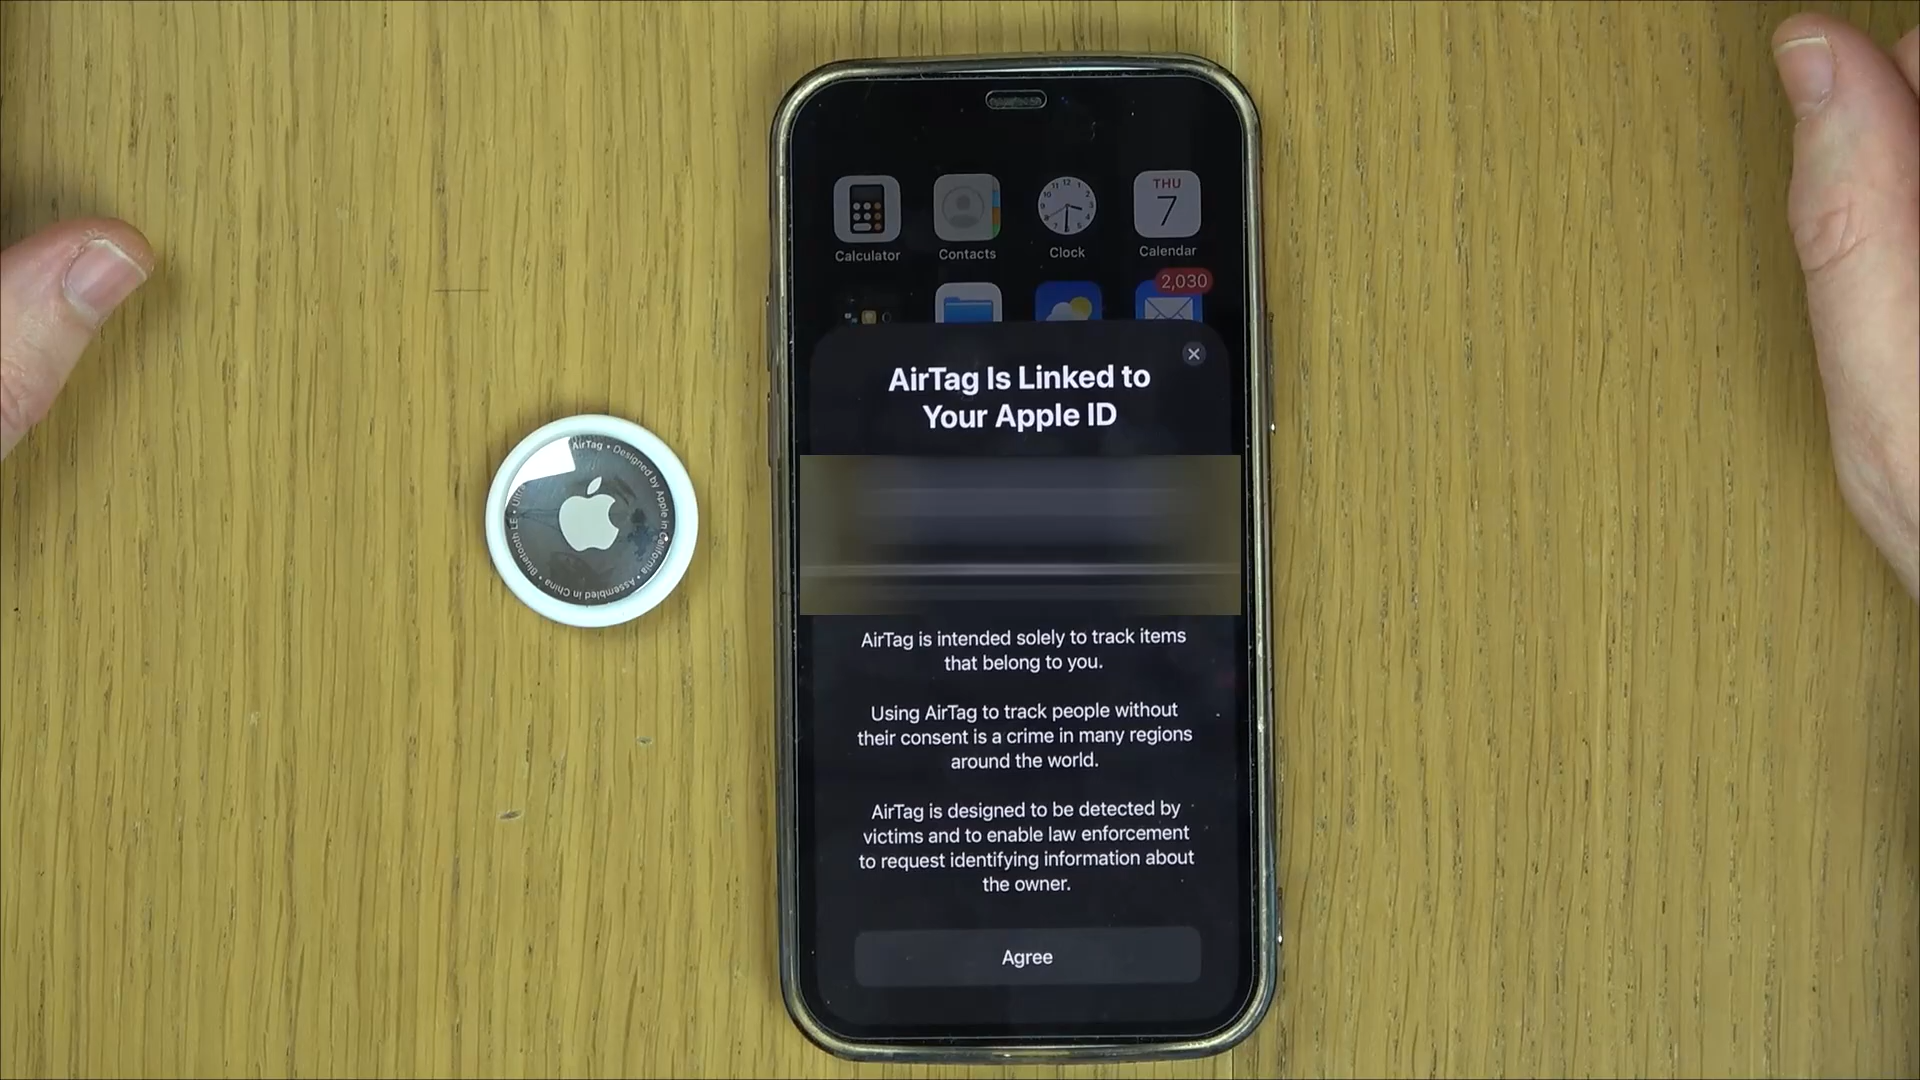 Calculator
Contacts
Clock
THU
7
Calendar
2,030
AirTag Is Linked to
Your Apple ID
AirTag is intended solely to track items
that belong to you.
Using AirTag to track people without
their consent is a crime in many regions
around the world.
AirTag is designed to be detected by
victims and to enable law enforcement
to request identifying information about
the owner.
Agree
AirTag • Designed by Apple in California • Assembled in China • Bluetooth LE •